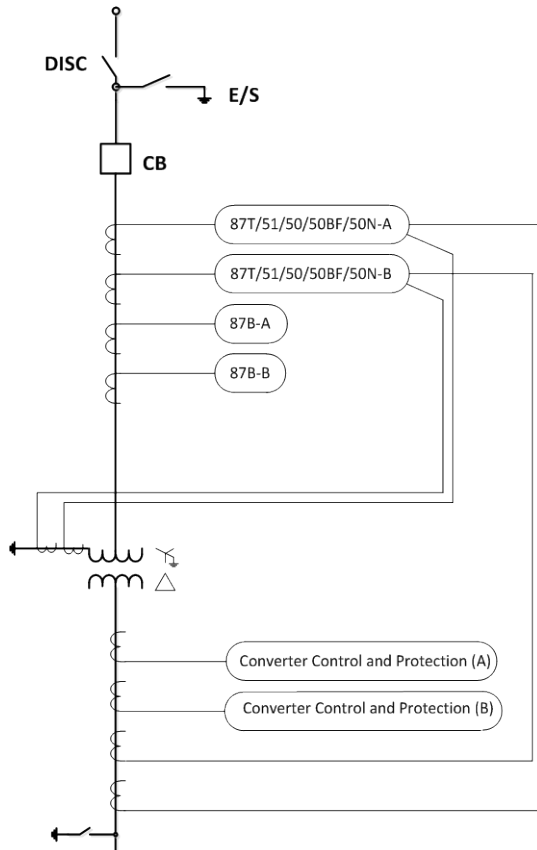 DISC
E/S
CB
87T/51/50/50BF/50N-A
87T/51/50/50BF/50N-B
87B-A
87B-B
Converter Control and Protection (A)
Converter Control and Protection (B)